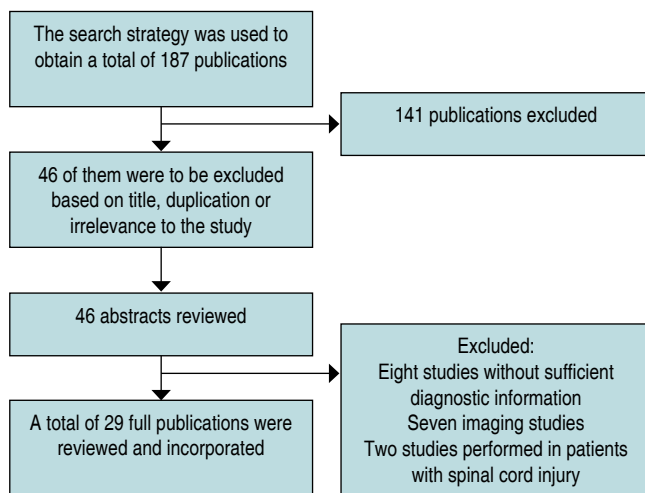 The search strategy was used to
obtain a total of 187 publications
141 publications excluded
46 of them were to be excluded
based on title, duplication or
irrelevance to the study
46 abstracts reviewed
Excluded:
Eight studies without sufficient
diagnostic information
Seven imaging studies
Two studies performed in patients
with spinal cord injury
A total of 29 full publications were
reviewed and incorporated